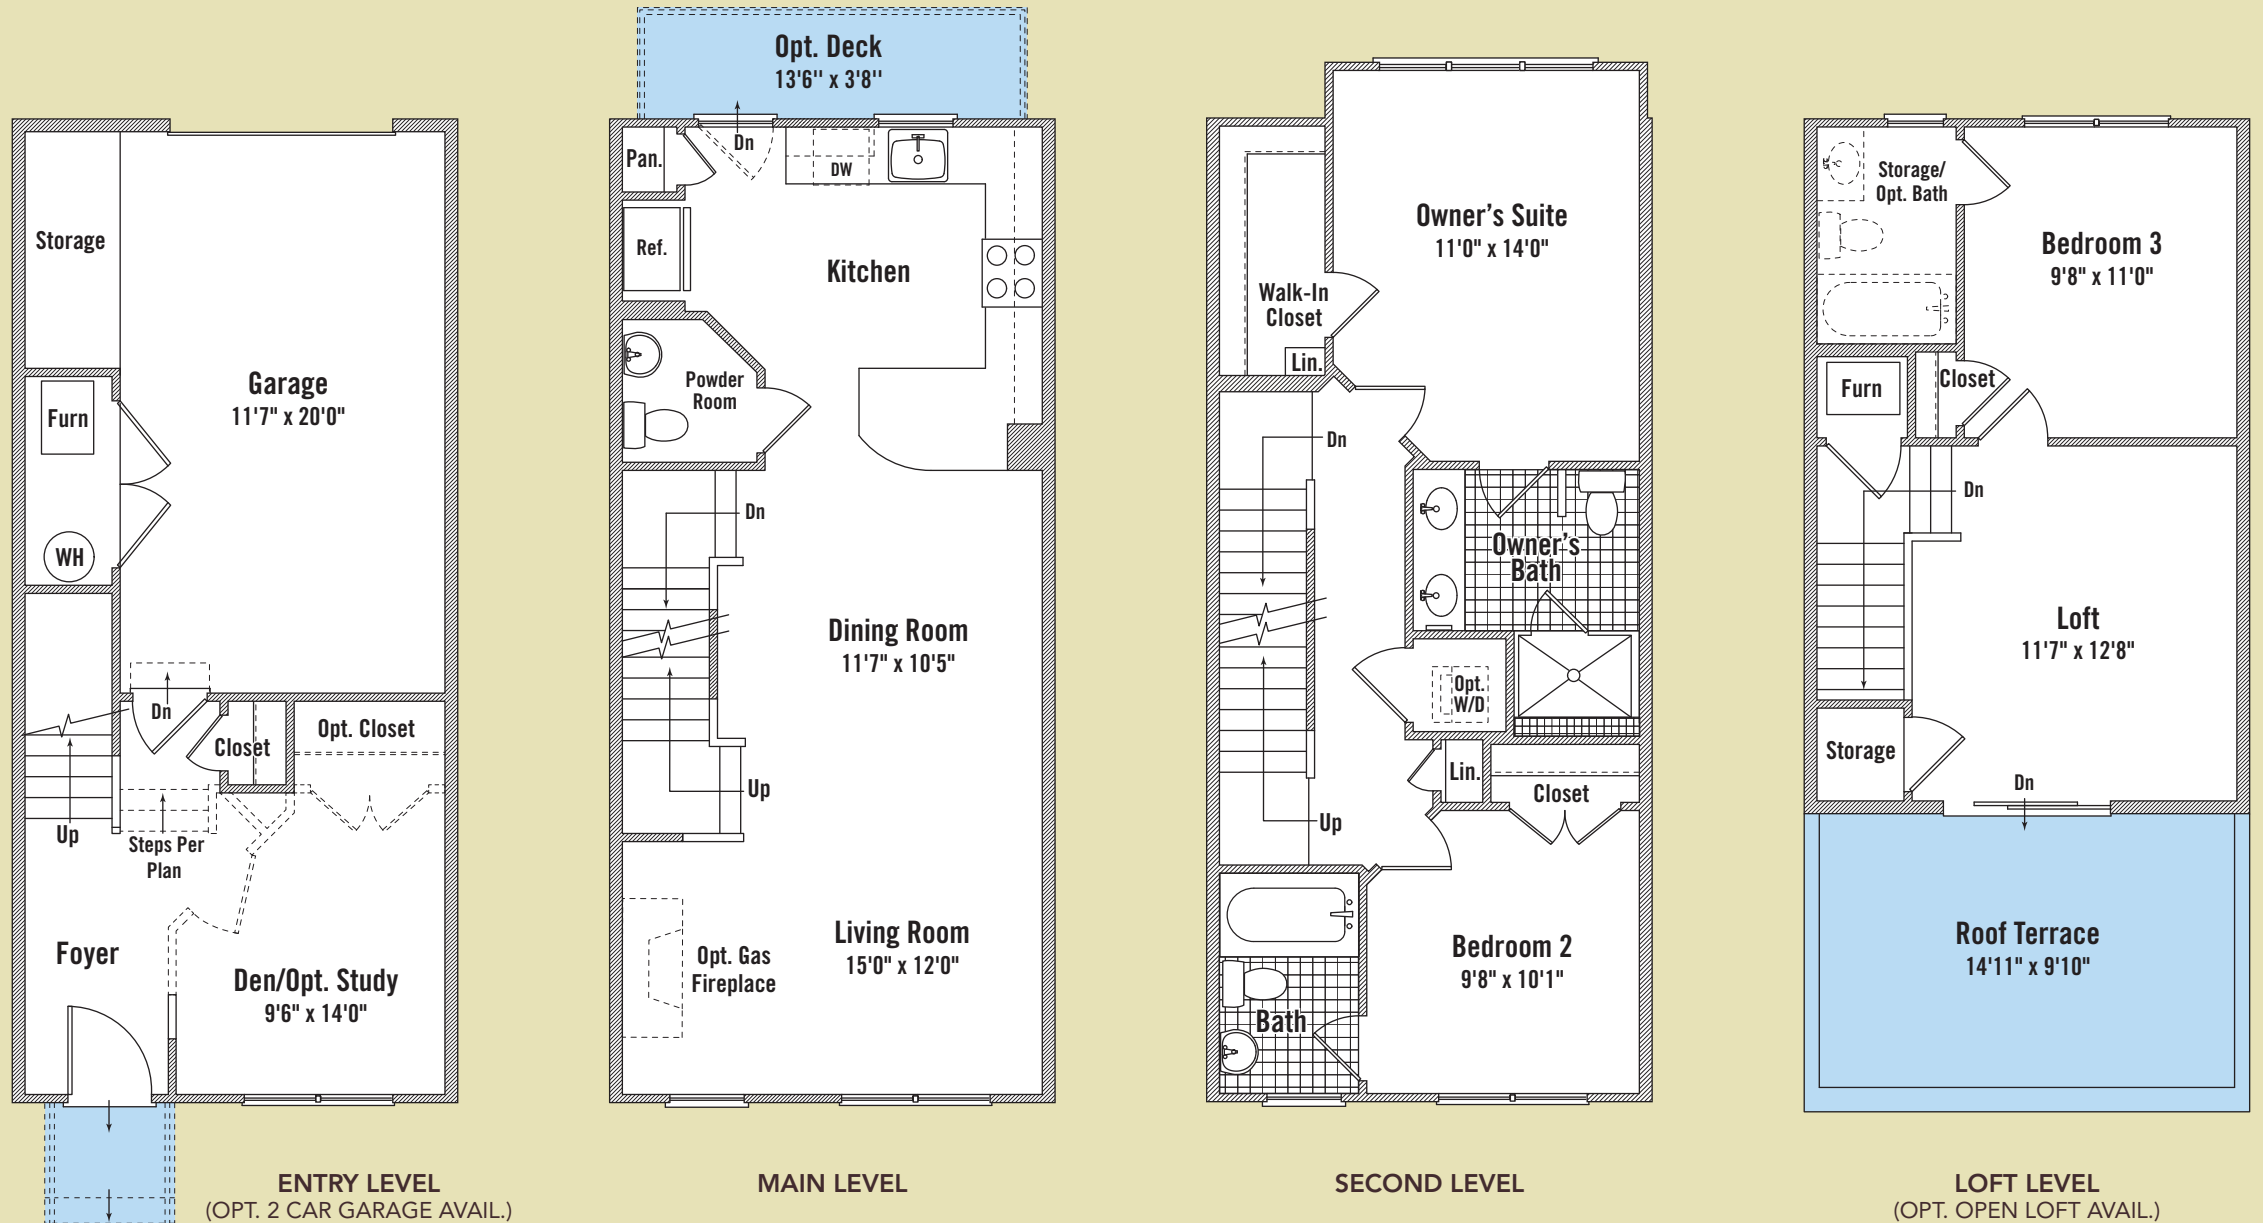 Storage
Garage
11'7" x 20'0"
Furn
WH
Dn
Closet
Opt. Closet
Up
Steps Per
Plan
Foyer
Den/Opt. Study
9'6" x 14'0"
ENTRY LEVEL
(OPT. 2 CAR GARAGE AVAIL.)
Opt. Deck
13'6'' x 3'8''
Pan.
Dn
DW
Ref.
Kitchen
Powder
Room
Dn
Dining Room
11'7" x 10'5"
Up
Living Room
15'0" x 12'0"
Opt. Gas
Fireplace
MAIN LEVEL
Owner's Suite
11'0" x 14'0"
Walk-In
Closet
Lin.
Dn
Owner's
Bath
Opt.
W/D
Lin.
Closet
Up
Bedroom 2
9'8" x 10'1"
Bath
SECOND LEVEL
Storage/
Opt. Bath
Bedroom 3
9'8" x 11'0"
Furn
Closet
Dn
Loft
11'7" x 12'8"
Storage
Dn
Roof Terrace
14'11" x 9'10"
LOFT LEVEL
(OPT. OPEN LOFT AVAIL.)